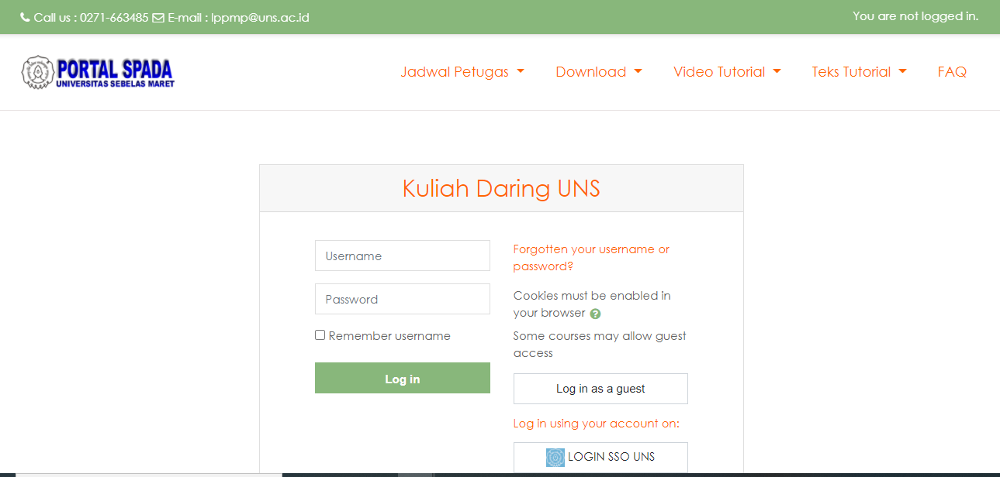 Call us : 0271-663485 E-mail : lppmp@uns.ac.id
You are not logged in.
PORTAL SPADA
UNIVERSITAS SEBELAS MARET
Jadwal Petugas
Download
Video Tutorial
Teks Tutorial
FAQ
Kuliah Daring UNS
Username
Password
Remember username
Log in
Forgotten your username or
password?
Cookies must be enabled in
your browser
Some courses may allow guest
access
Log in as a guest
Log in using your account on:
LOGIN SSO UNS